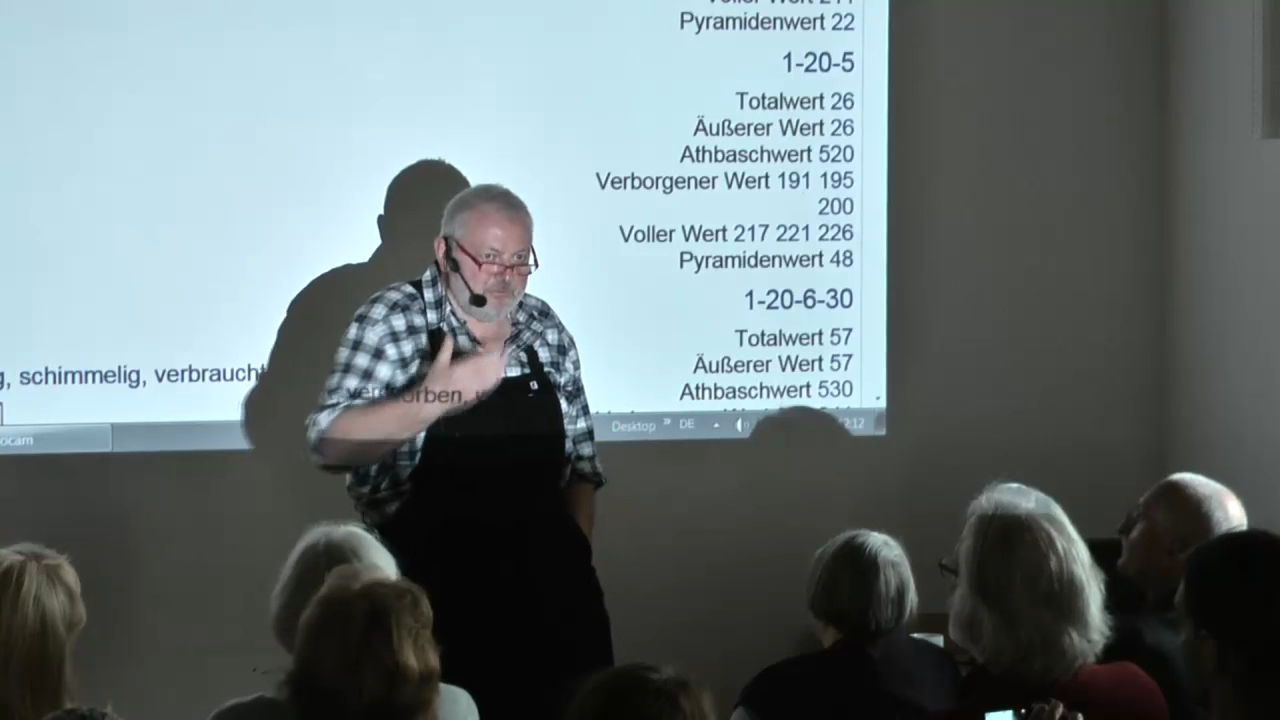 Pyramidenwert 22
1-20-5
Totalwert 26
Äußerer Wert 26
Athbaschwert 520
Verborgener Wert 191 195
200
Voller Wert 217 221 226
Pyramidenwert 48
1-20-6-30
Totalwert 57
Äußerer Wert 57
Athbaschwert 530
g, schimmelig, verbraucht
verdorben,
Desktop » DE
ocam